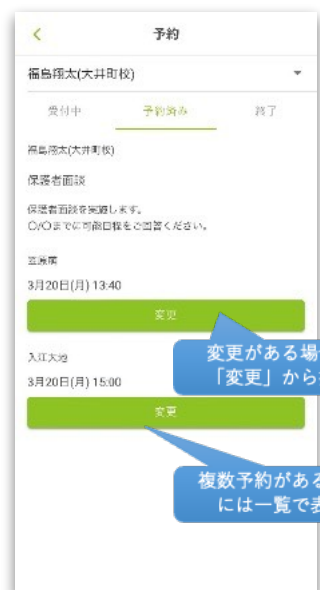 予約
福島翔太(大井町校)
受付中 予約済み 終了
福島翔太(大井町校)
保護者面談
保護者面談を実施します。
〇/〇までに可能日程をご回答ください。
3月20日(月) 13:40
変更
変更がある場
「変更」から
入江大地
3月20日(月) 15:00
変更
複数予約がある
には一覧で表